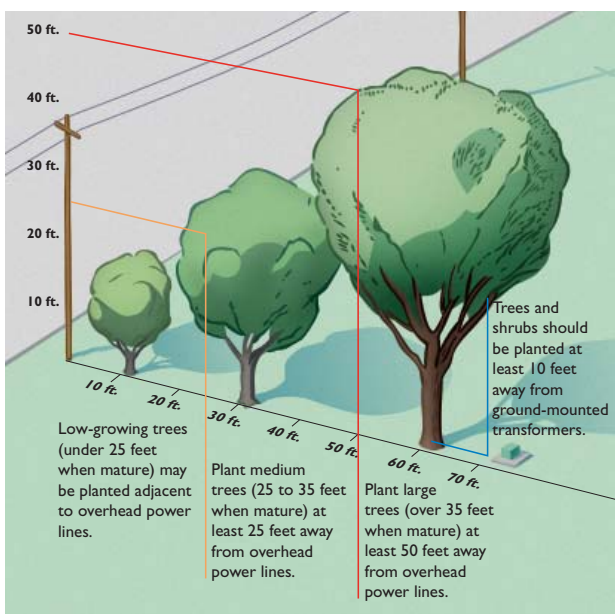 50 ft.
40 ft.
30 ft.
20 ft.
10 ft.
10 ft.
20 ft.
30 ft.
40 ft.
50 ft.
60 ft.
70 ft.
Low-growing trees
(under 25 feet
when mature) may
be planted adjacent
to overhead power
lines.
Plant medium
trees (25 to 35 feet
when mature) at
least 25 feet away
from overhead
power lines.
Plant large
trees (over 35 feet
when mature) at
least 50 feet away
from overhead
power lines.
Trees and
shrubs should
be planted at
least 10 feet
away from
ground-mounted
transformers.